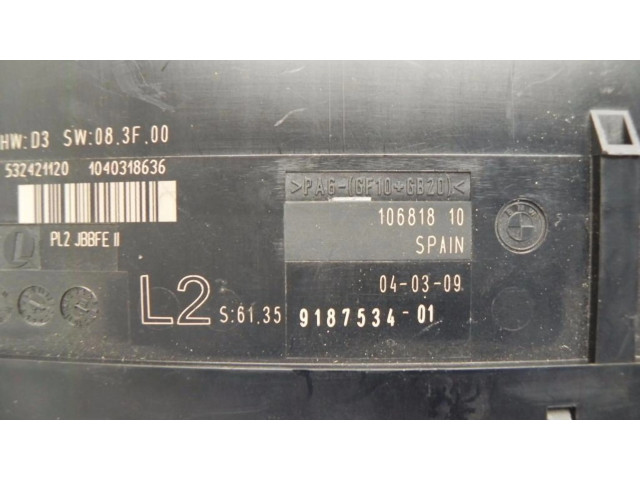 HW:D3 SW:08.3F.00
532421120 1040318636
PL2 JBBFE II
>PA6-(GF10+GB20)<
106818 10
SPAIN
04-03-09
L2 S:61.35 9187534-01